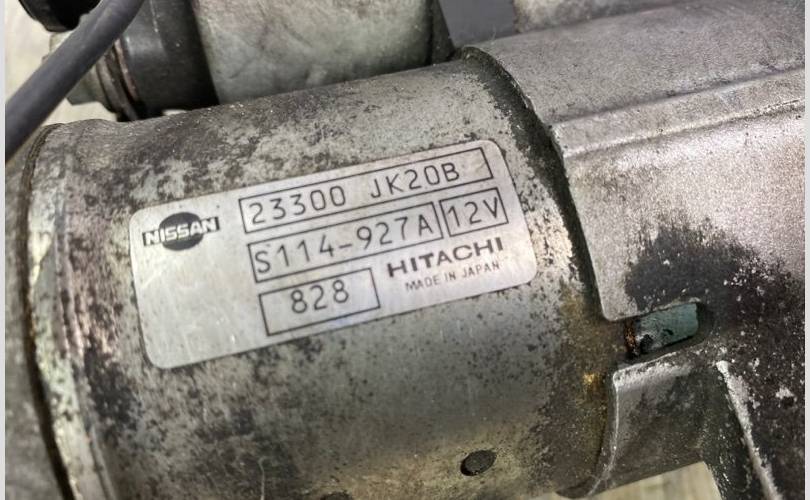 NISSAN
23300 JK20B
S114-927A 12V
828
HITACHI
MADE IN JAPAN